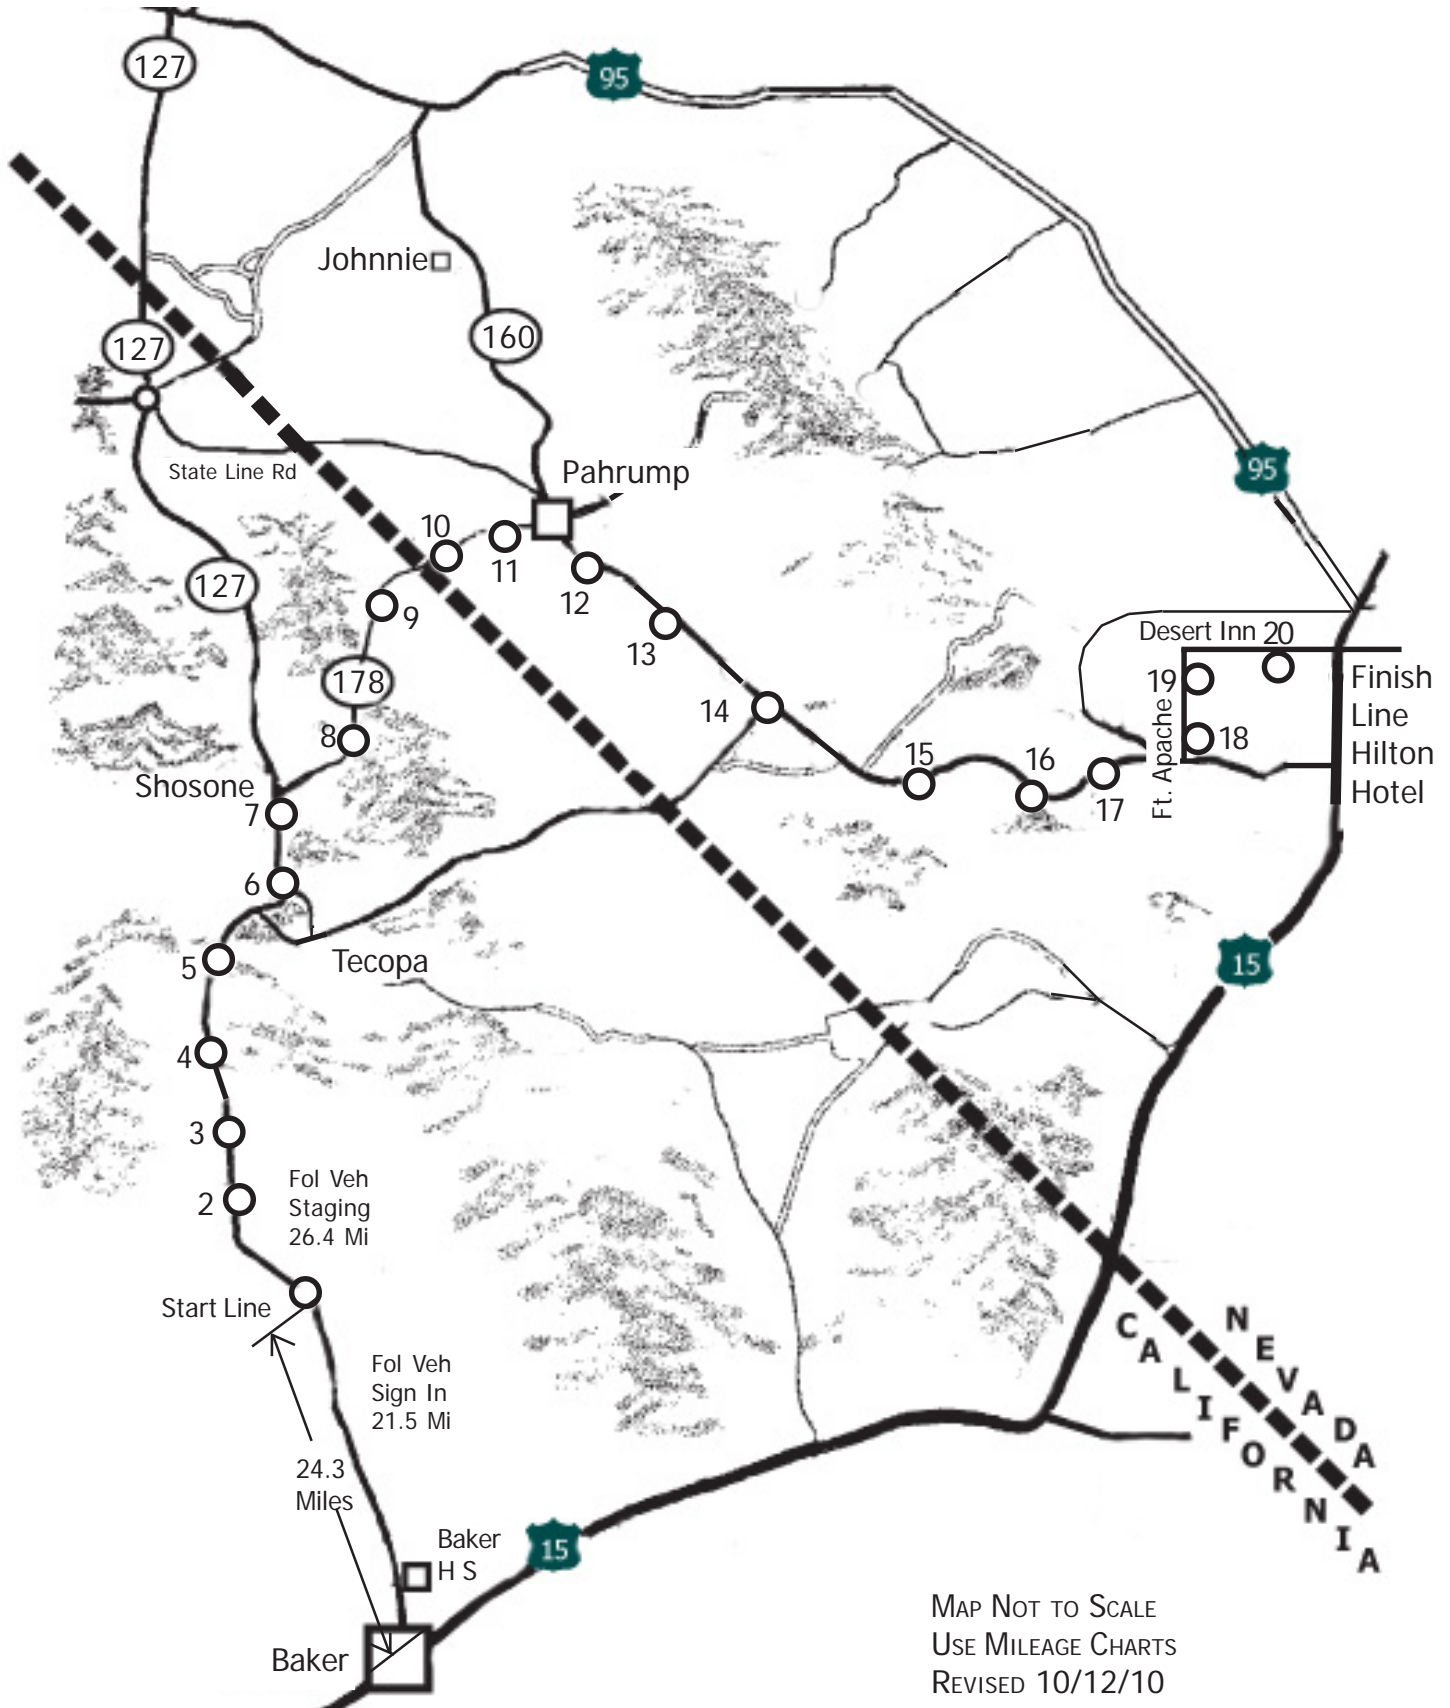 127
95
Johnnie
160
127
State Line Rd
Pahrump
95
10
11
127
12
9
13
Desert Inn 20
178
19
Finish
Line
Hilton
Hotel
14
8
18
Ft. Apache
15
16
17
Shosone
7
6
5
Tecopa
15
4
3
2
Fol Veh
Staging
26.4 Mi
Start Line
NEVADA
CALIFORNIA
Fol Veh
Sign In
21.5 Mi
24.3
Miles
Baker
H S
15
Baker
MAP NOT TO SCALE
USE MILEAGE CHARTS
REVISED 10/12/10